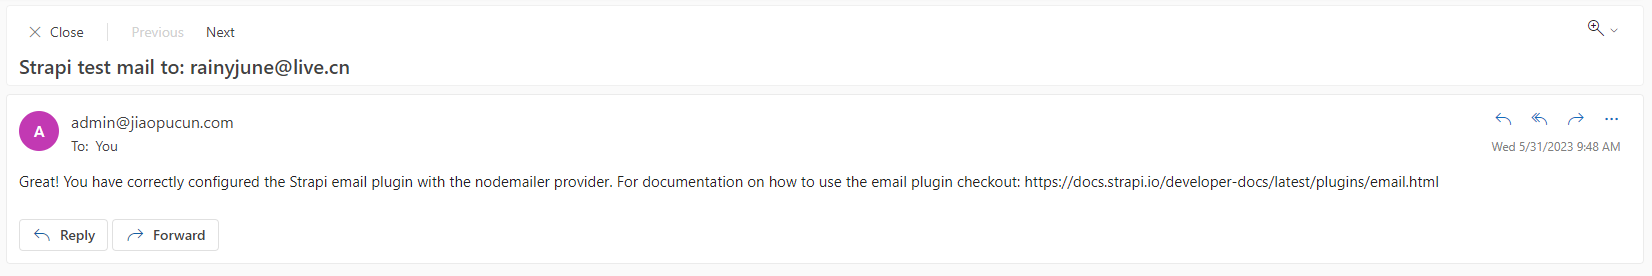 Close Previous Next
Strapi test mail to: rainyjune@live.cn
A
admin@jiaopucun.com
To: You
Wed 5/31/2023 9:48 AM
Great! You have correctly configured the Strapi email plugin with the nodemailer provider. For documentation on how to use the email plugin checkout: https://docs.strapi.io/developer-docs/latest/plugins/email.html
Reply Forward